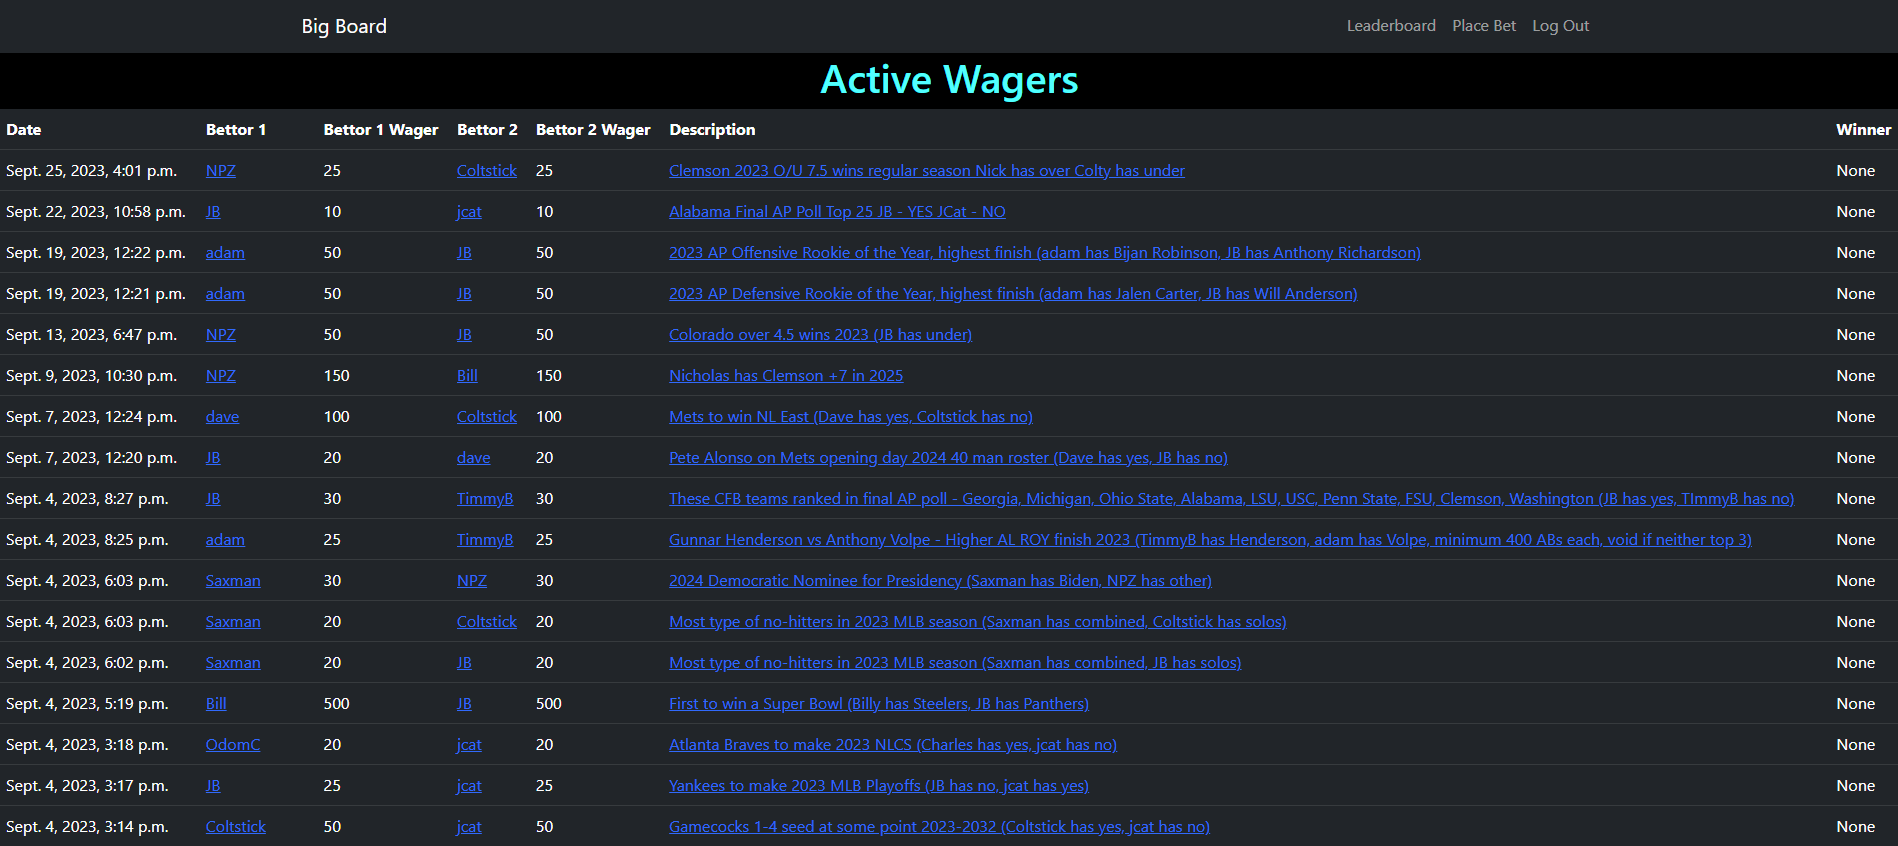 Big Board Leaderboard Place Bet Log Out
Active Wagers
Date Bettor 1 Bettor 1 Wager Bettor 2 Bettor 2 Wager Description Winner
Sept. 25, 2023, 4:01 p.m. NPZ 25 Coltstick 25 Clemson 2023 O/U 7.5 wins regular season Nick has over Colty has under None
Sept. 22, 2023, 10:58 p.m. JB 10 jcat 10 Alabama Final AP Poll Top 25 JB - YES JCat - NO None
Sept. 19, 2023, 12:22 p.m. adam 50 JB 50 2023 AP Offensive Rookie of the Year, highest finish (adam has Bijan Robinson, JB has Anthony Richardson) None
Sept. 19, 2023, 12:21 p.m. adam 50 JB 50 2023 AP Defensive Rookie of the Year, highest finish (adam has Jalen Carter, JB has Will Anderson) None
Sept. 13, 2023, 6:47 p.m. NPZ 50 JB 50 Colorado over 4.5 wins 2023 (JB has under) None
Sept. 9, 2023, 10:30 p.m. NPZ 150 Bill 150 Nicholas has Clemson +7 in 2025 None
Sept. 7, 2023, 12:24 p.m. dave 100 Coltstick 100 Mets to win NL East (Dave has yes, Coltstick has no) None
Sept. 7, 2023, 12:20 p.m. JB 20 dave 20 Pete Alonso on Mets opening day 2024 40 man roster (Dave has yes, JB has no) None
Sept. 4, 2023, 8:27 p.m. JB 30 TimmyB 30 These CFB teams ranked in final AP poll - Georgia, Michigan, Ohio State, Alabama, LSU, USC, Penn State, FSU, Clemson, Washington (JB has yes, TImmyB has no) None
Sept. 4, 2023, 8:25 p.m. adam 25 TimmyB 25 Gunnar Henderson vs Anthony Volpe - Higher AL ROY finish 2023 (TimmyB has Henderson, adam has Volpe, minimum 400 ABs each, void if neither top 3) None
Sept. 4, 2023, 6:03 p.m. Saxman 30 NPZ 30 2024 Democratic Nominee for Presidency (Saxman has Biden, NPZ has other) None
Sept. 4, 2023, 6:03 p.m. Saxman 20 Coltstick 20 Most type of no-hitters in 2023 MLB season (Saxman has combined, Coltstick has solos) None
Sept. 4, 2023, 6:02 p.m. Saxman 20 JB 20 Most type of no-hitters in 2023 MLB season (Saxman has combined, JB has solos) None
Sept. 4, 2023, 5:19 p.m. Bill 500 JB 500 First to win a Super Bowl (Billy has Steelers, JB has Panthers) None
Sept. 4, 2023, 3:18 p.m. OdomC 20 jcat 20 Atlanta Braves to make 2023 NLCS (Charles has yes, jcat has no) None
Sept. 4, 2023, 3:17 p.m. JB 25 jcat 25 Yankees to make 2023 MLB Playoffs (JB has no, jcat has yes) None
Sept. 4, 2023, 3:14 p.m. Coltstick 50 jcat 50 Gamecocks 1-4 seed at some point 2023-2032 (Coltstick has yes, jcat has no) None